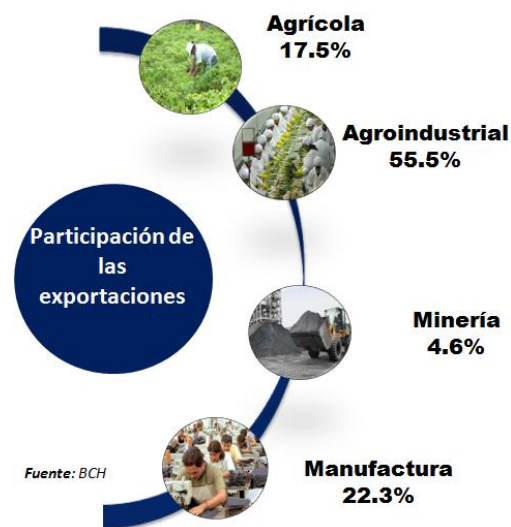 Agrícola
17.5%
Agroindustrial
55.5%
Participación de
las
exportaciones
Minería
4.6%
Manufactura
22.3%
Fuente: BCH